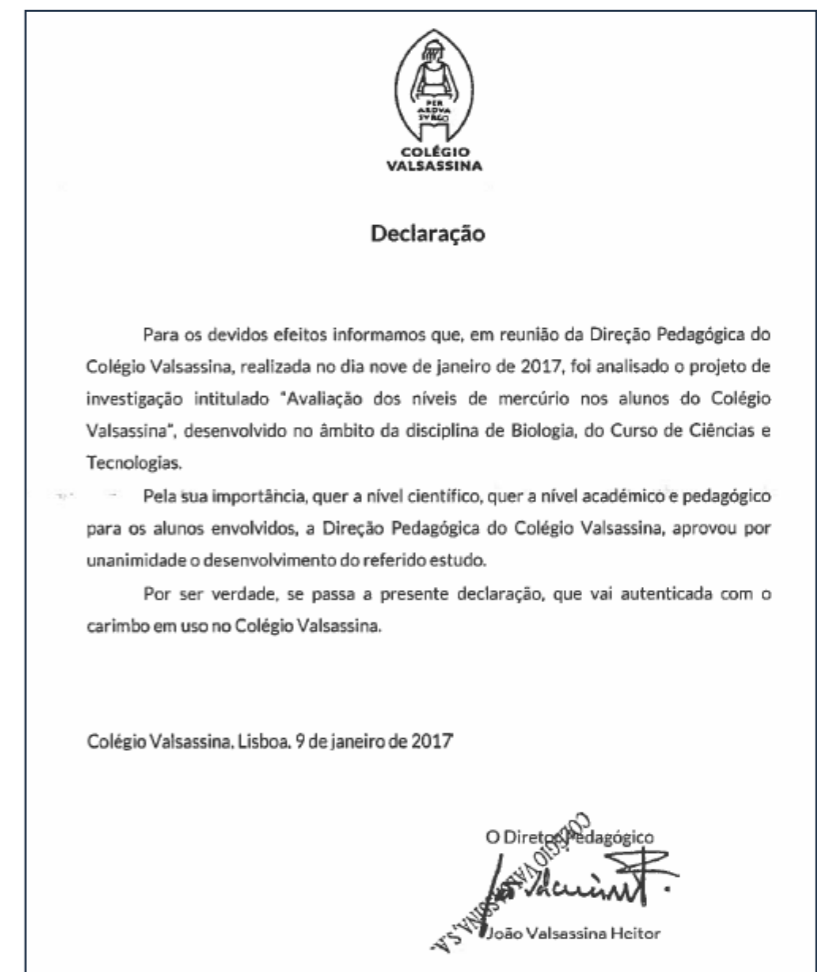 PER
ARDVA
SVRGO
COLÉGIO
VALSASSINA
Declaração
Para os devidos efeitos informamos que, em reunião da Direção Pedagógica do
Colégio Valsassina, realizada no dia nove de janeiro de 2017, foi analisado o projeto de
investigação intitulado "Avaliação dos níveis de mercúrio nos alunos do Colégio
Valsassina", desenvolvido no âmbito da disciplina de Biologia, do Curso de Ciências e
Tecnologias.
Pela sua importância, quer a nível científico, quer a nível académico e pedagógico
para os alunos envolvidos, a Direção Pedagógica do Colégio Valsassina, aprovou por
unanimidade o desenvolvimento do referido estudo.
Por ser verdade, se passa a presente declaração, que vai autenticada com o
carimbo em uso no Colégio Valsassina.
Colégio Valsassina, Lisboa, 9 de janeiro de 2017
O Diretor Pedagógico
COLÉGIO VALSASSINA, S.A.
João Valsassina Heitor